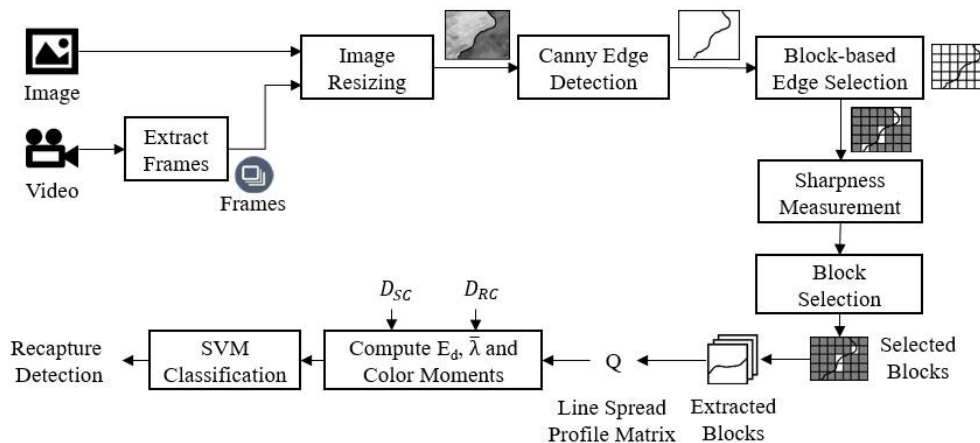 Image
Video
Extract
Frames
Frames
Image
Resizing
Canny Edge
Detection
Block-based
Edge Selection
Sharpness
Measurement
Block
Selection
Selected
Blocks
Extracted
Blocks
Q
Line Spread
Profile Matrix
D_SC
D_RC
Compute E_d, λ̄ and
Color Moments
SVM
Classification
Recapture
Detection